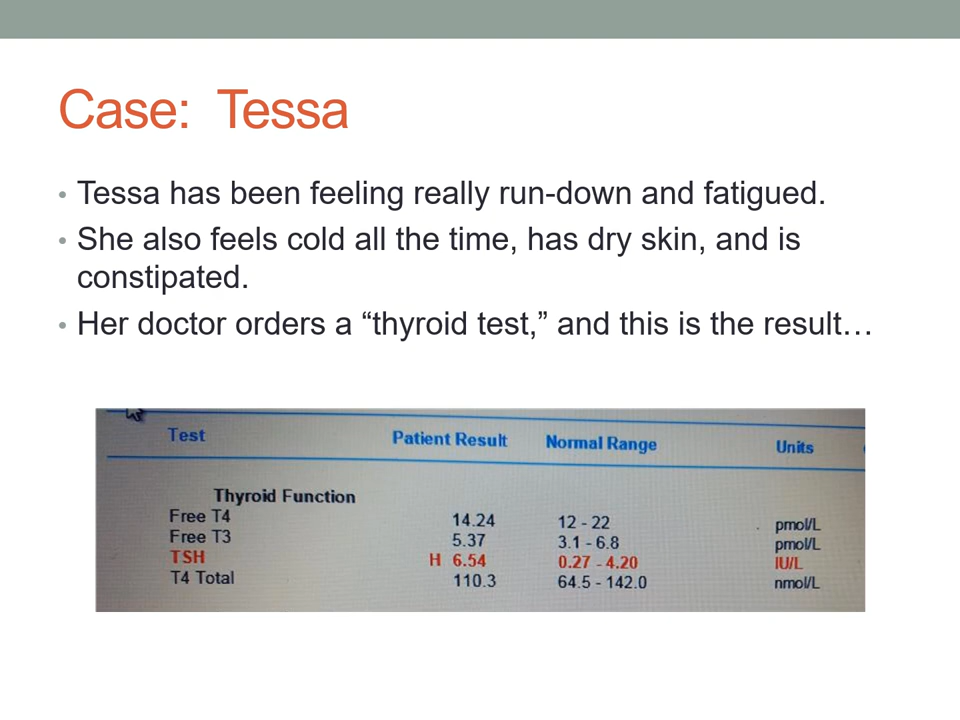 Case: Tessa
• Tessa has been feeling really run-down and fatigued.
• She also feels cold all the time, has dry skin, and is
constipated.
• Her doctor orders a “thyroid test,” and this is the result…
Test Patient Result Normal Range Units
Thyroid Function
Free T4 14.24 12 - 22 pmol/L
Free T3 5.37 3.1 - 6.8 pmol/L
TSH H 6.54 0.27 - 4.20 IU/L
T4 Total 110.3 64.5 - 142.0 nmol/L